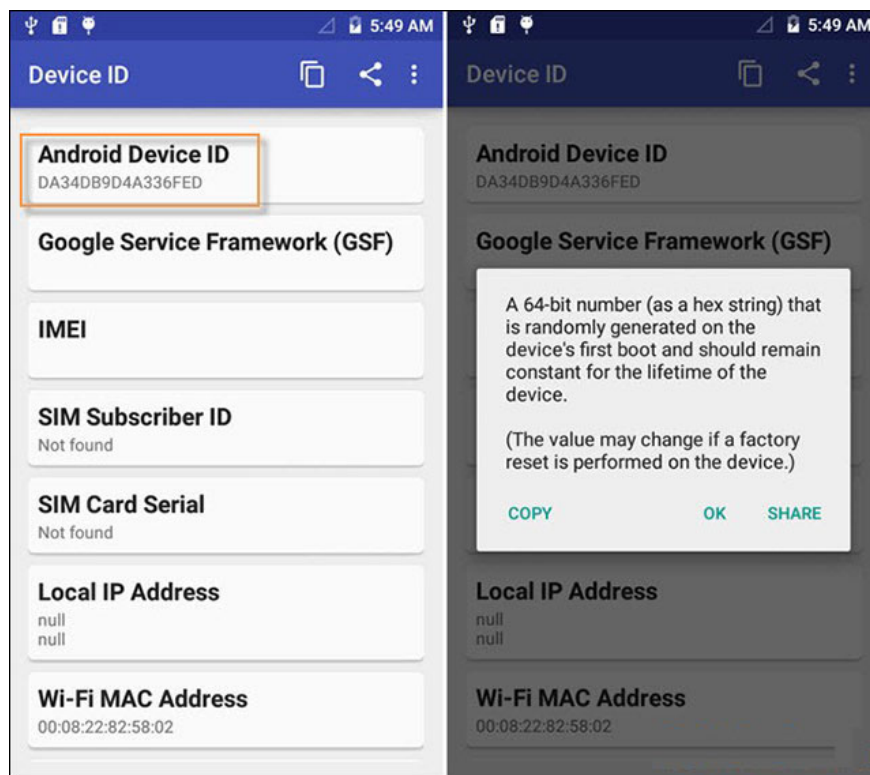 5:49 AM
Device ID
Android Device ID
DA34DB9D4A336FED
Google Service Framework (GSF)
IMEI
SIM Subscriber ID
Not found
SIM Card Serial
Not found
Local IP Address
null
null
Wi-Fi MAC Address
00:08:22:82:58:02
5:49 AM
Device ID
Android Device ID
DA34DB9D4A336FED
Google Service Framework (GSF)
A 64-bit number (as a hex string) that
is randomly generated on the
device's first boot and should remain
constant for the lifetime of the
device.
(The value may change if a factory
reset is performed on the device.)
COPY OK SHARE
Local IP Address
null
null
Wi-Fi MAC Address
00:08:22:82:58:02